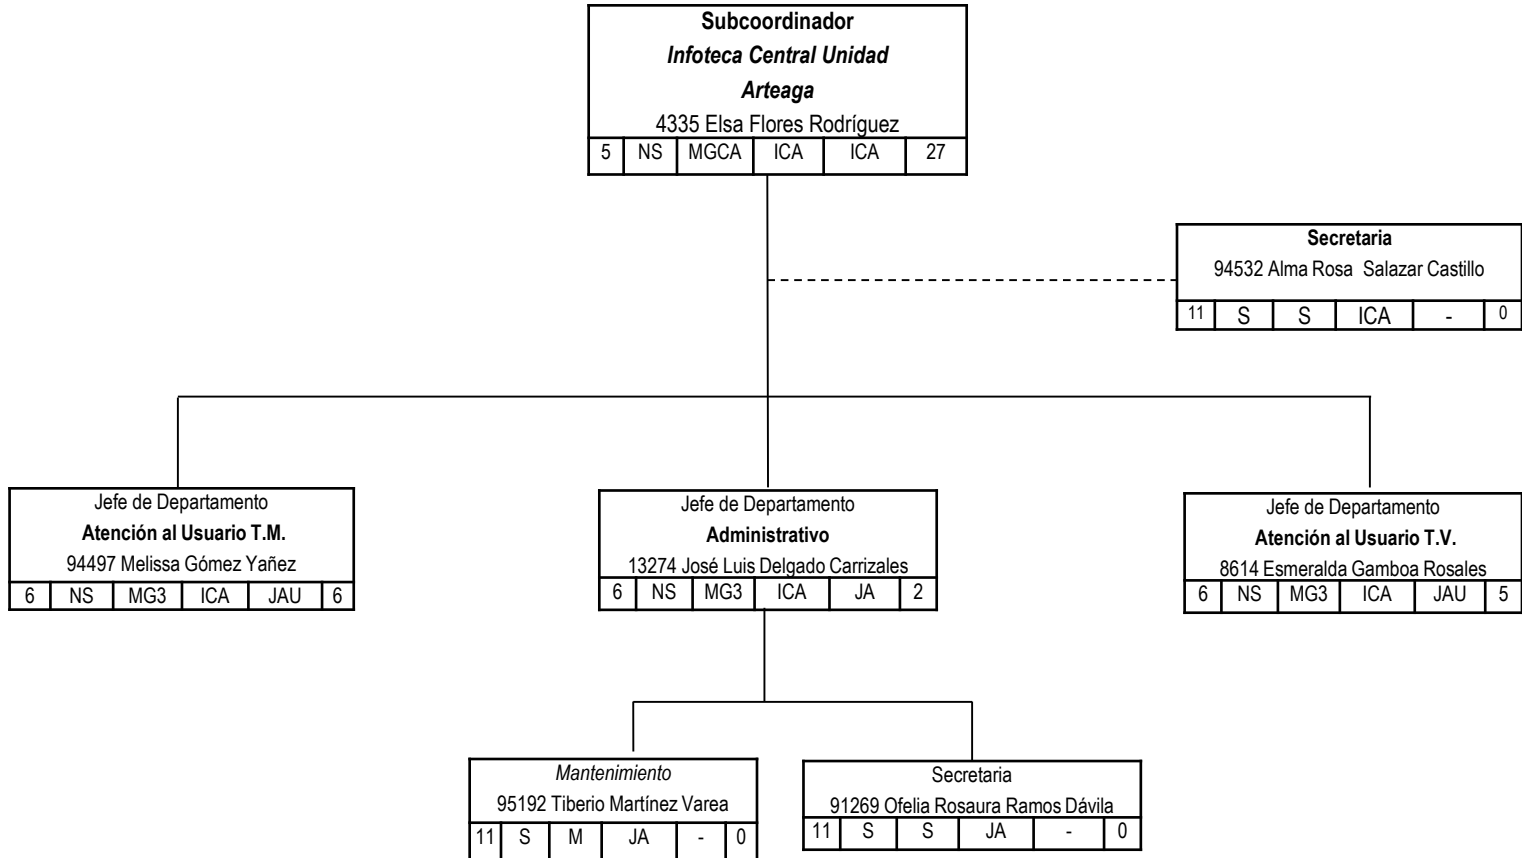 Subcoordinador
Infoteca Central Unidad
Arteaga
4335 Elsa Flores Rodríguez
5 NS MGCA ICA ICA 27
Secretaria
94532 Alma Rosa Salazar Castillo
11 S S ICA - 0
Jefe de Departamento
Atención al Usuario T.M.
94497 Melissa Gómez Yañez
6 NS MG3 ICA JAU 6
Jefe de Departamento
Administrativo
13274 José Luis Delgado Carrizales
6 NS MG3 ICA JA 2
Jefe de Departamento
Atención al Usuario T.V.
8614 Esmeralda Gamboa Rosales
6 NS MG3 ICA JAU 5
Mantenimiento
95192 Tiberio Martínez Varea
11 S M JA - 0
Secretaria
91269 Ofelia Rosaura Ramos Dávila
11 S S JA - 0